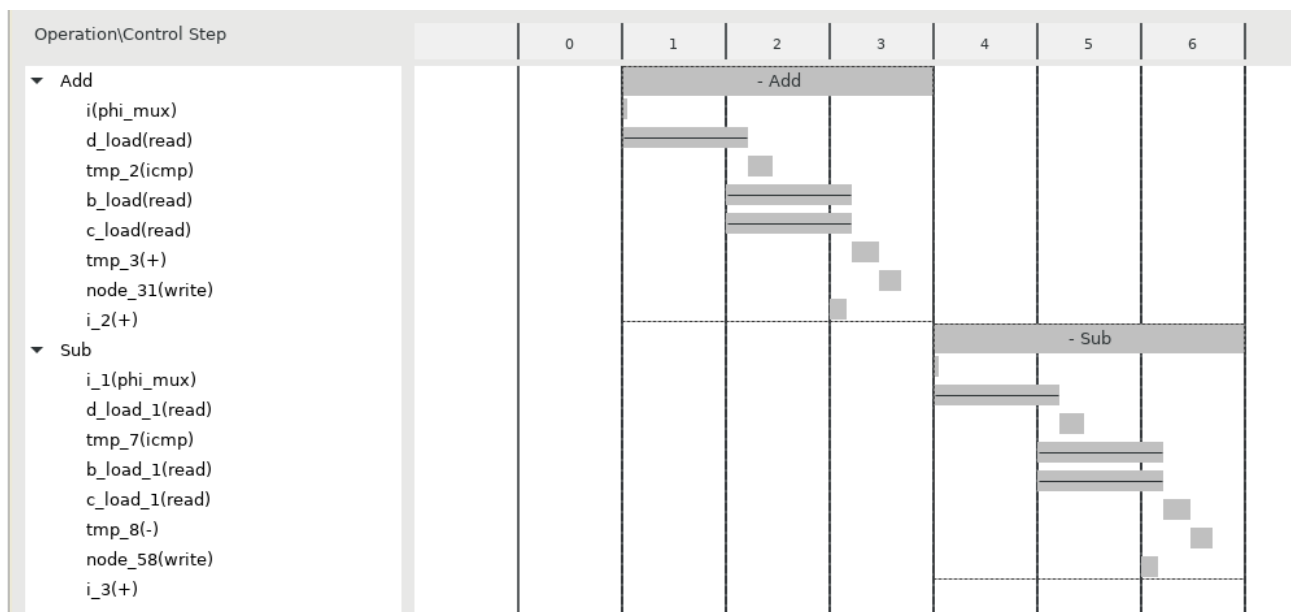 Operation\Control Step
0 1 2 3 4 5 6
Add
- Add
i(phi_mux)
d_load(read)
tmp_2(icmp)
b_load(read)
c_load(read)
tmp_3(+)
node_31(write)
i_2(+)
Sub
- Sub
i_1(phi_mux)
d_load_1(read)
tmp_7(icmp)
b_load_1(read)
c_load_1(read)
tmp_8(-)
node_58(write)
i_3(+)